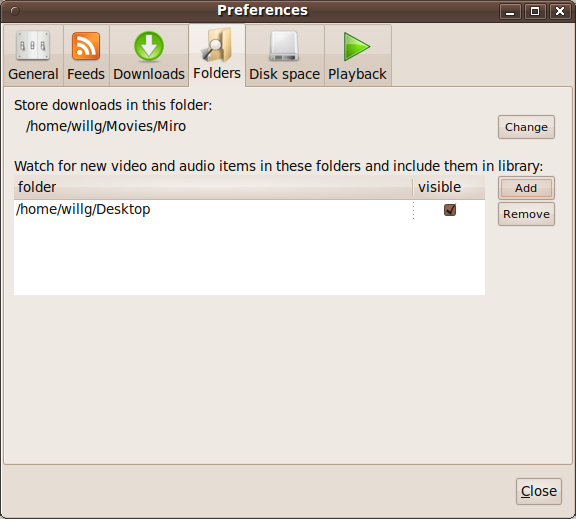 Preferences
General Feeds Downloads Folders Disk space Playback
Store downloads in this folder:
/home/willg/Movies/Miro Change
Watch for new video and audio items in these folders and include them in library:
folder visible Add
/home/willg/Desktop Remove
Close